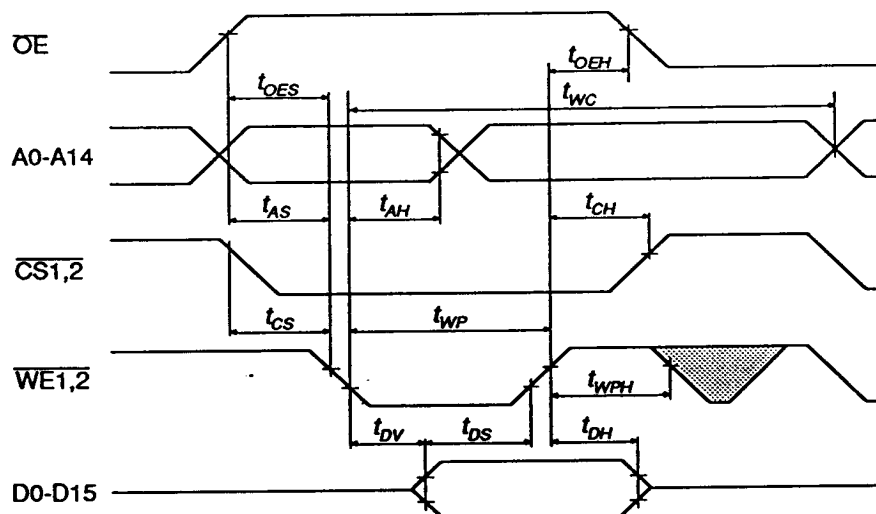 OE
tOES
tOEH
tWC
A0-A14
tAS
tAH
tCH
CS1,2
tCS
tWP
WE1,2
tWPH
tDV
tDS
tDH
D0-D15